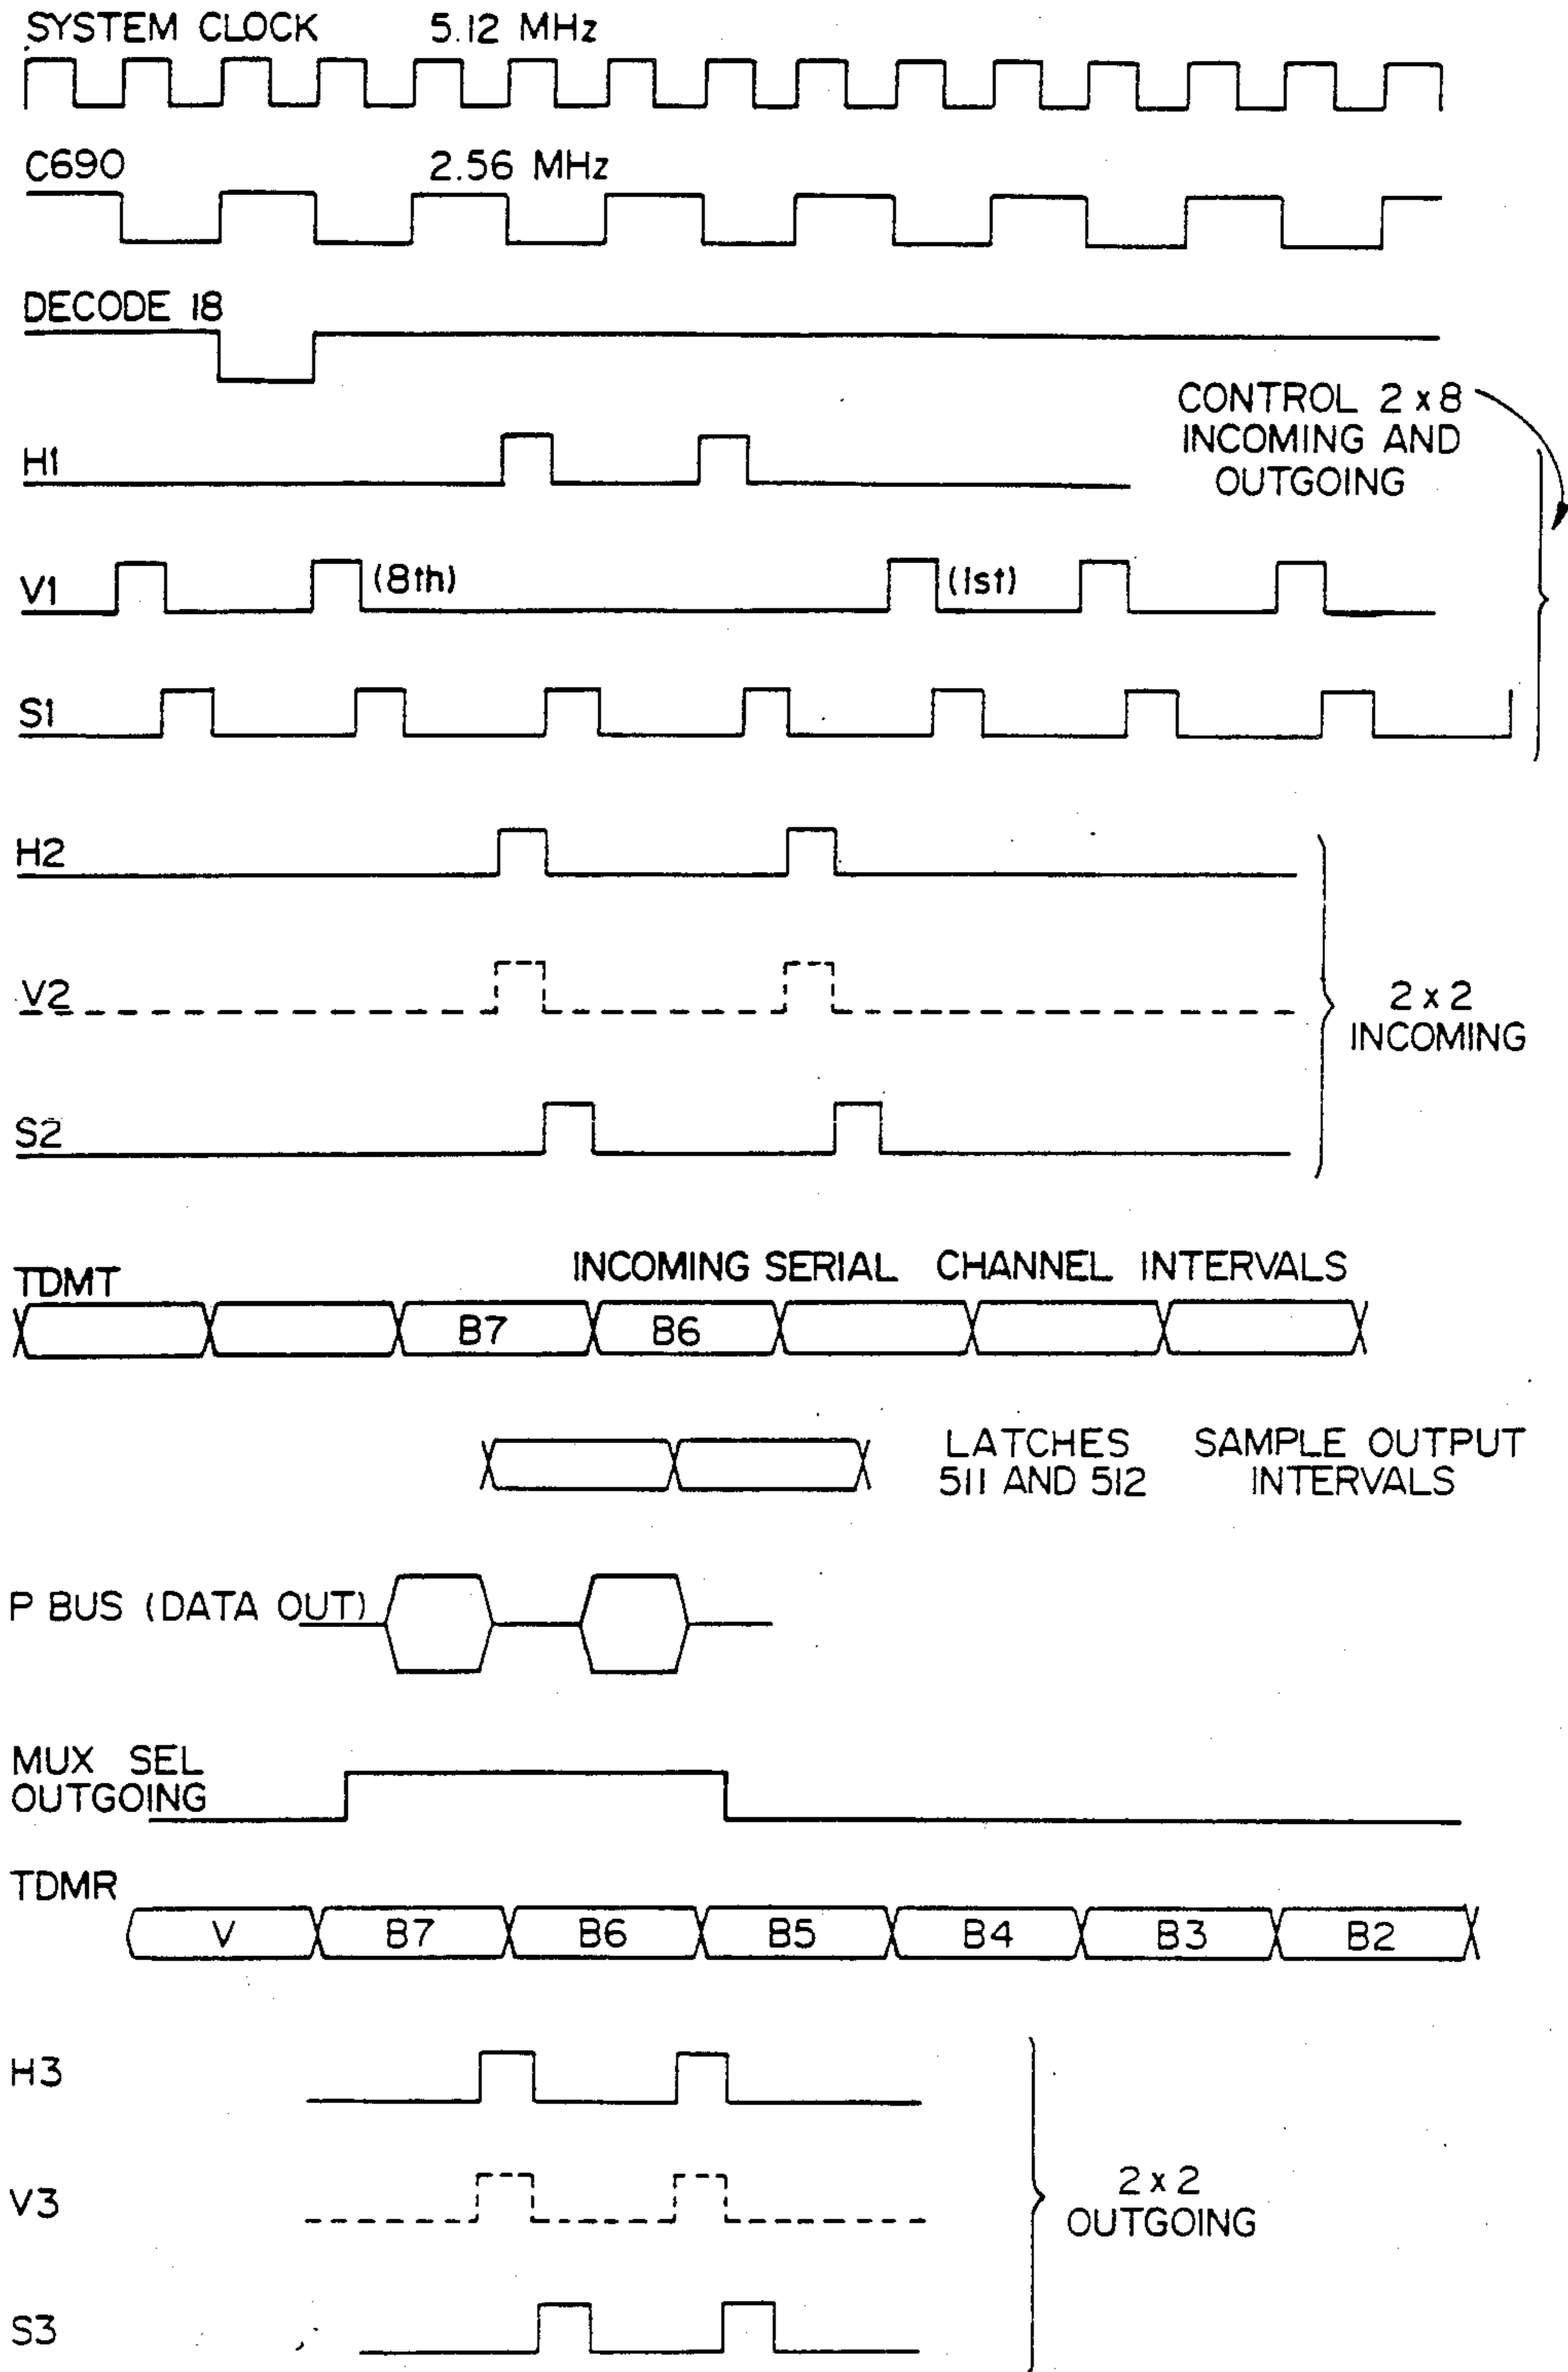 SYSTEM CLOCK 5.12 MHz
C690 2.56 MHz
DECODE 18
CONTROL 2 x 8
INCOMING AND
OUTGOING
H1
V1 (8th) (1st)
S1
H2
V2
2 x 2
INCOMING
S2
TDMT INCOMING SERIAL CHANNEL INTERVALS
B7 B6
LATCHES SAMPLE OUTPUT
511 AND 512 INTERVALS
P BUS (DATA OUT)
MUX SEL
OUTGOING
TDMR
V B7 B6 B5 B4 B3 B2
H3
V3
2 x 2
OUTGOING
S3